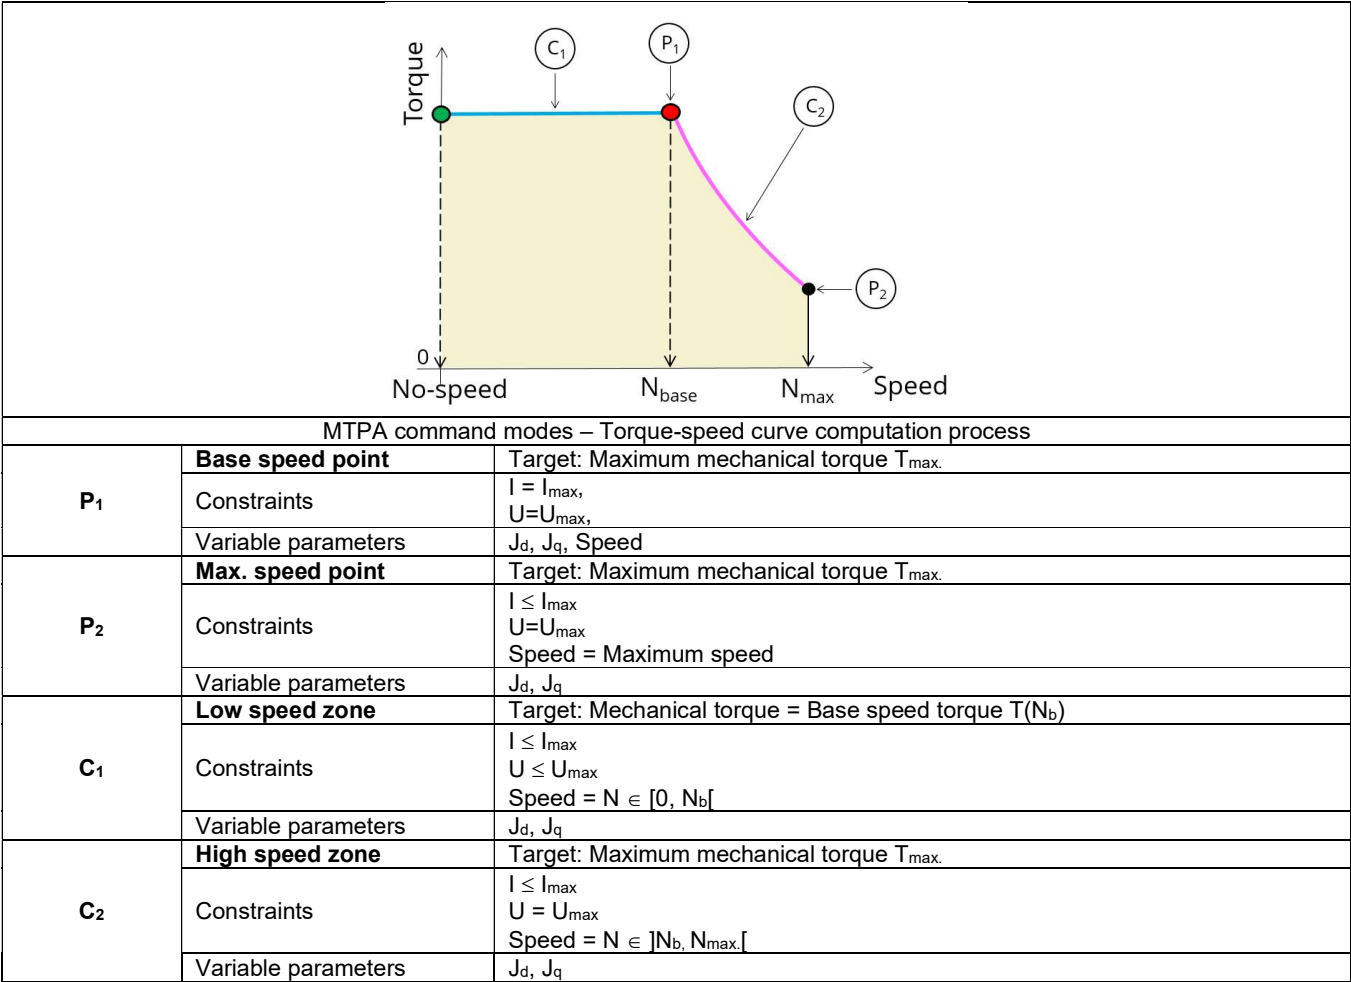 Torque
C1
P1
C2
P2
0
No-speed
Nbase
Nmax
Speed
MTPA command modes – Torque-speed curve computation process
P1
Base speed point
Target: Maximum mechanical torque Tmax.
Constraints
I = Imax,
U=Umax,
Variable parameters
Jd, Jq, Speed
P2
Max. speed point
Target: Maximum mechanical torque Tmax.
Constraints
I ≤ Imax
U=Umax
Speed = Maximum speed
Variable parameters
Jd, Jq
C1
Low speed zone
Target: Mechanical torque = Base speed torque T(Nb)
Constraints
I ≤ Imax
U ≤ Umax
Speed = N ∈ [0, Nb[
Variable parameters
Jd, Jq
C2
High speed zone
Target: Maximum mechanical torque Tmax.
Constraints
I ≤ Imax
U = Umax
Speed = N ∈ ]Nb, Nmax.[
Variable parameters
Jd, Jq